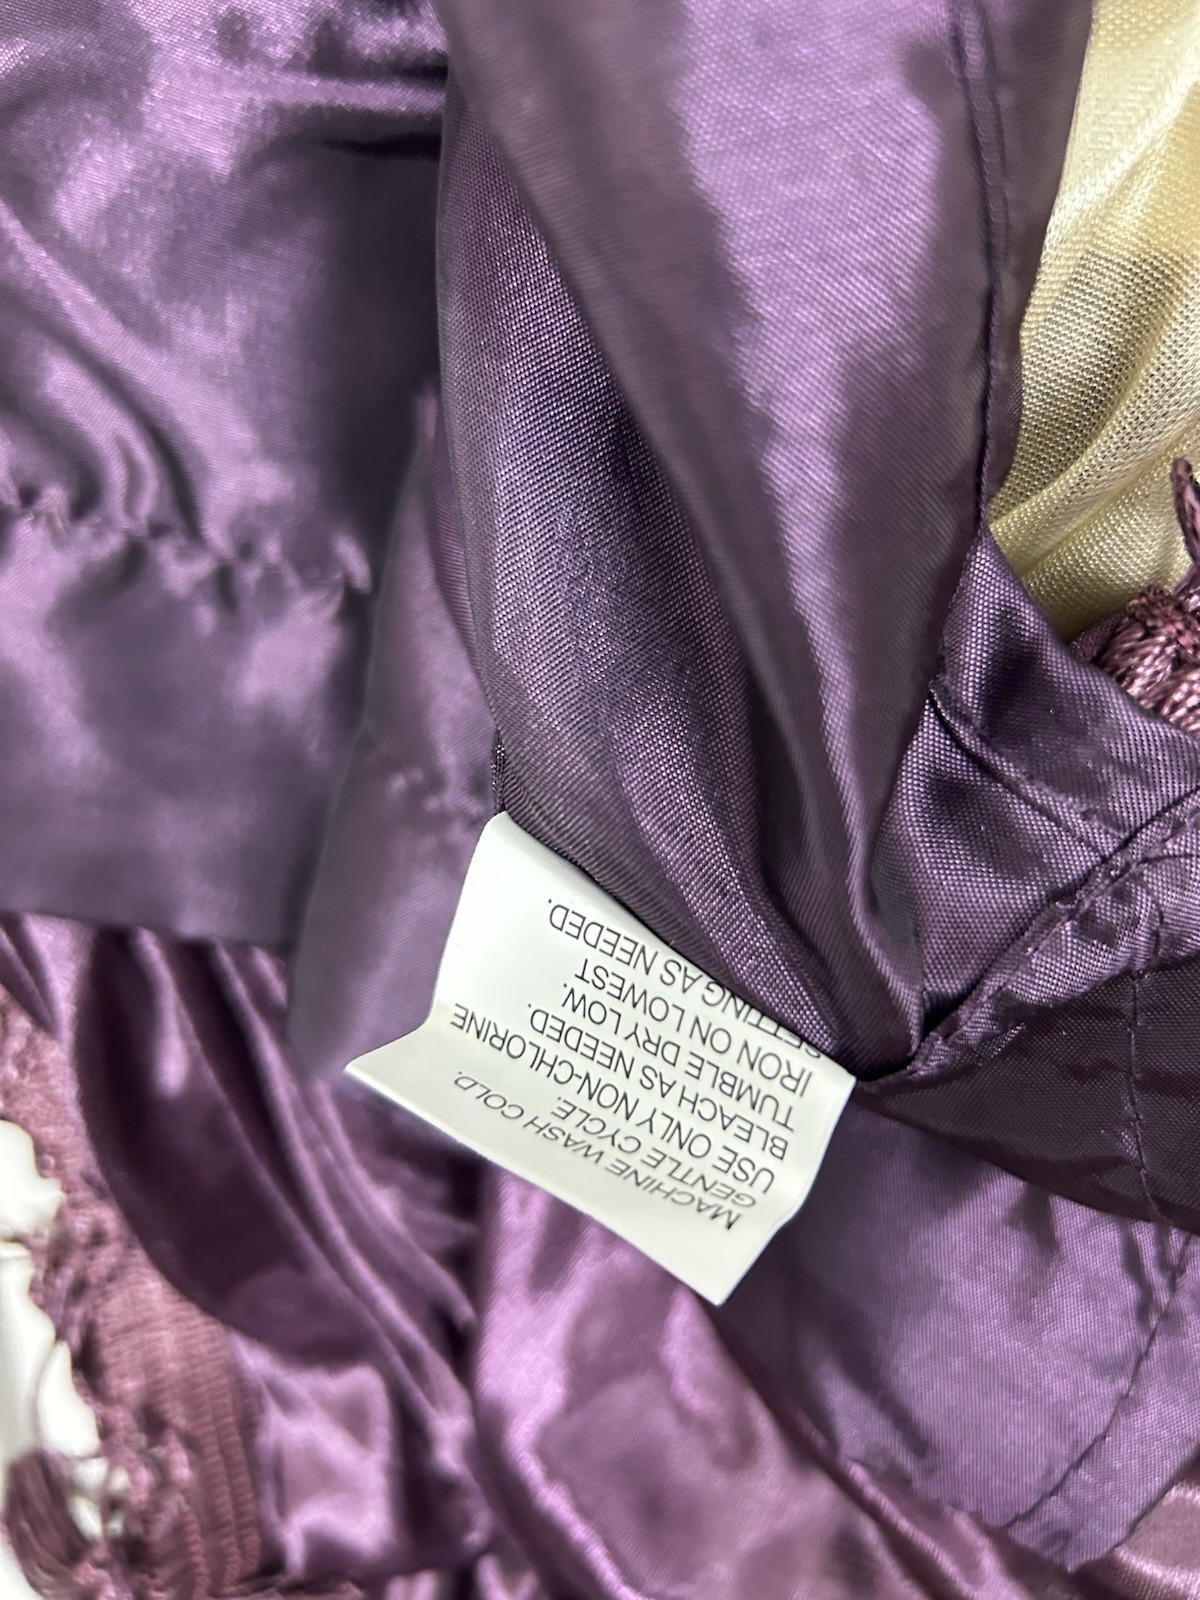 MACHINE WASH COLD.
GENTLE CYCLE.
USE ONLY NON-CHLORINE
BLEACH AS NEEDED.
TUMBLE DRY LOW.
IRON ON LOWEST
SETTING AS NEEDED.